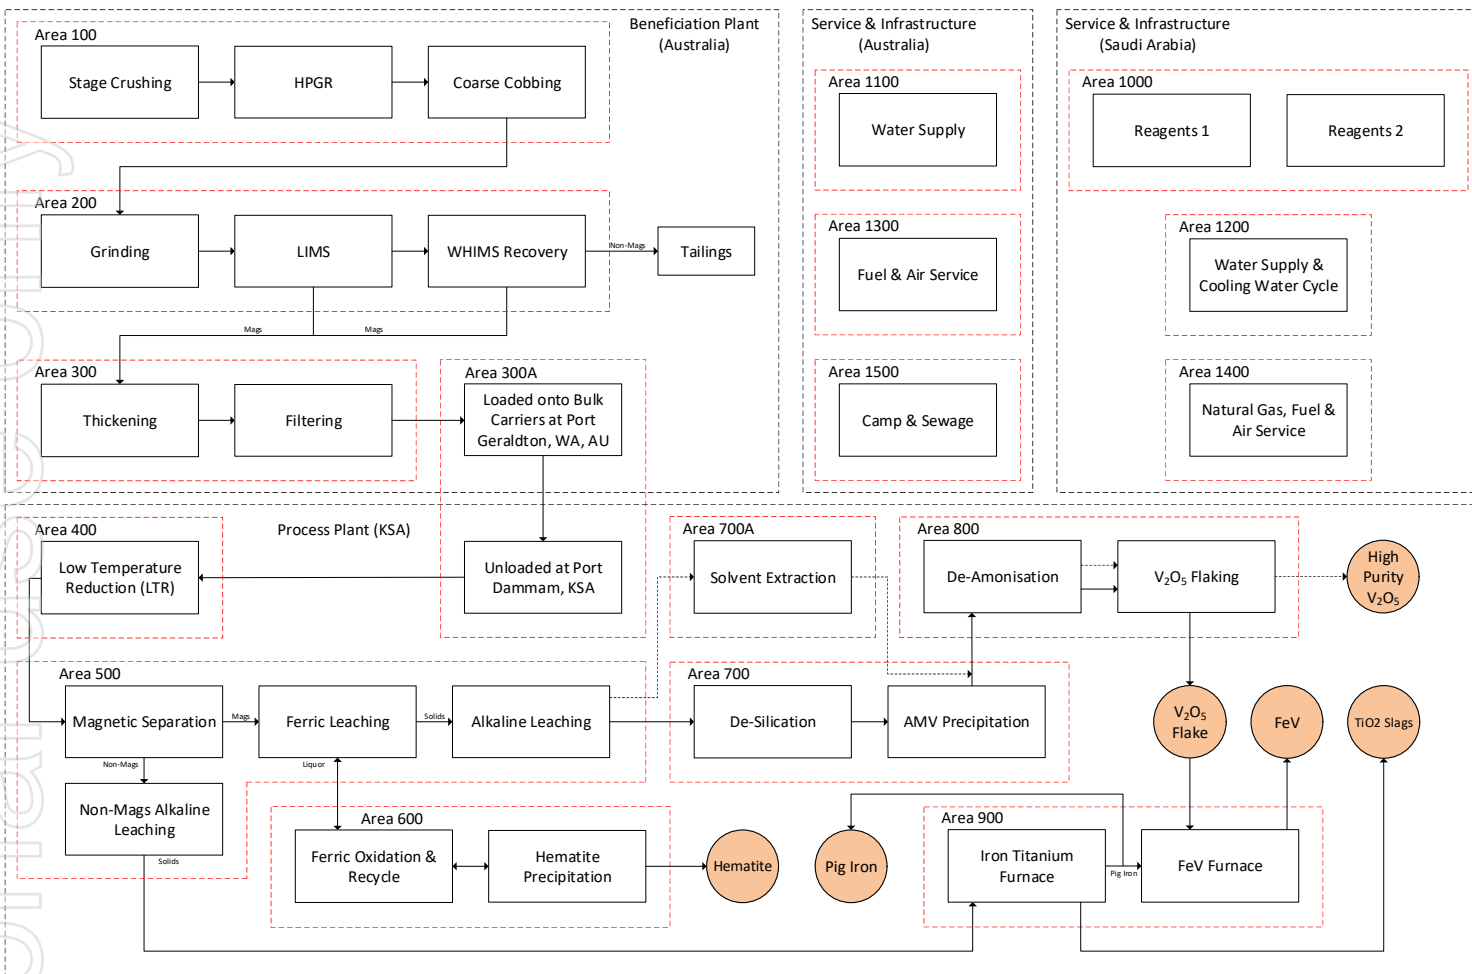 Beneficiation Plant
(Australia)
Area 100
Stage Crushing
HPGR
Coarse Cobbing
Area 200
Grinding
LIMS
WHIMS Recovery
Non-Mags
Tailings
Mags
Mags
Area 300
Thickening
Filtering
Area 300A
Loaded onto Bulk
Carriers at Port
Geraldton, WA, AU
Service & Infrastructure
(Australia)
Area 1100
Water Supply
Area 1300
Fuel & Air Service
Area 1500
Camp & Sewage
Service & Infrastructure
(Saudi Arabia)
Area 1000
Reagents 1
Reagents 2
Area 1200
Water Supply &
Cooling Water Cycle
Area 1400
Natural Gas, Fuel &
Air Service
Process Plant (KSA)
Area 400
Low Temperature
Reduction (LTR)
Unloaded at Port
Dammam, KSA
Area 700A
Solvent Extraction
Area 800
De-Amonisation
V2O5 Flaking
High
Purity
V2O5
Area 500
Magnetic Separation
Mags
Ferric Leaching
Solids
Alkaline Leaching
Non-Mags
Liquor
Non-Mags Alkaline
Leaching
Solids
Area 700
De-Silication
AMV Precipitation
V2O5
Flake
FeV
TiO2 Slags
Area 600
Ferric Oxidation &
Recycle
Hematite
Precipitation
Hematite
Pig Iron
Area 900
Iron Titanium
Furnace
Pig Iron
FeV Furnace